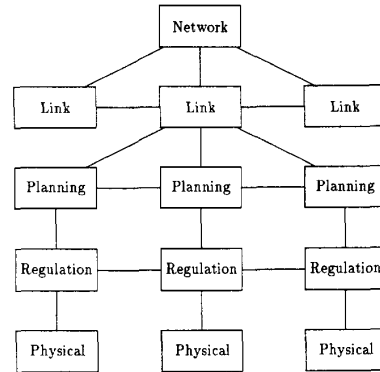 Network
Link Link Link
Planning Planning Planning
Regulation Regulation Regulation
Physical Physical Physical